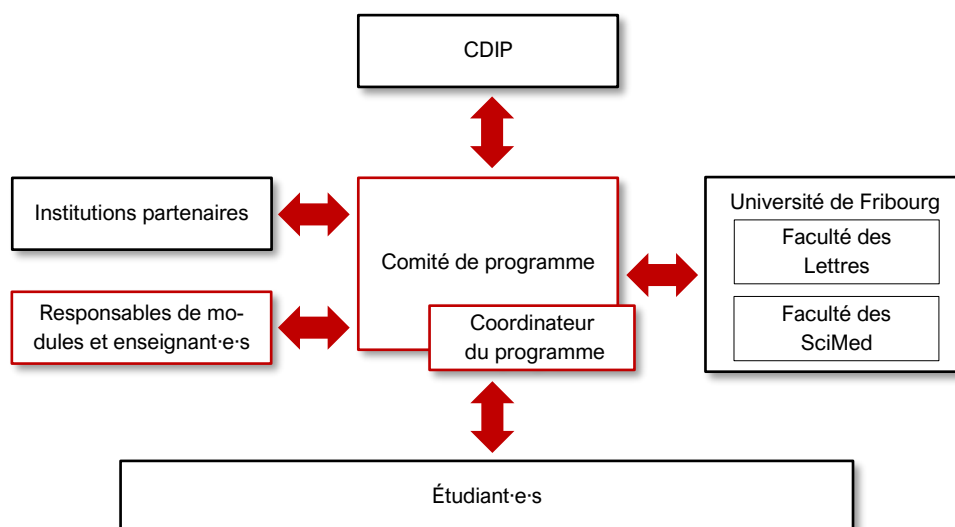 CDIP
Institutions partenaires
Comité de programme
Université de Fribourg
Faculté des
Lettres
Responsables de mo-
dules et enseignant·e·s
Coordinateur
du programme
Faculté des
SciMed
Étudiant·e·s